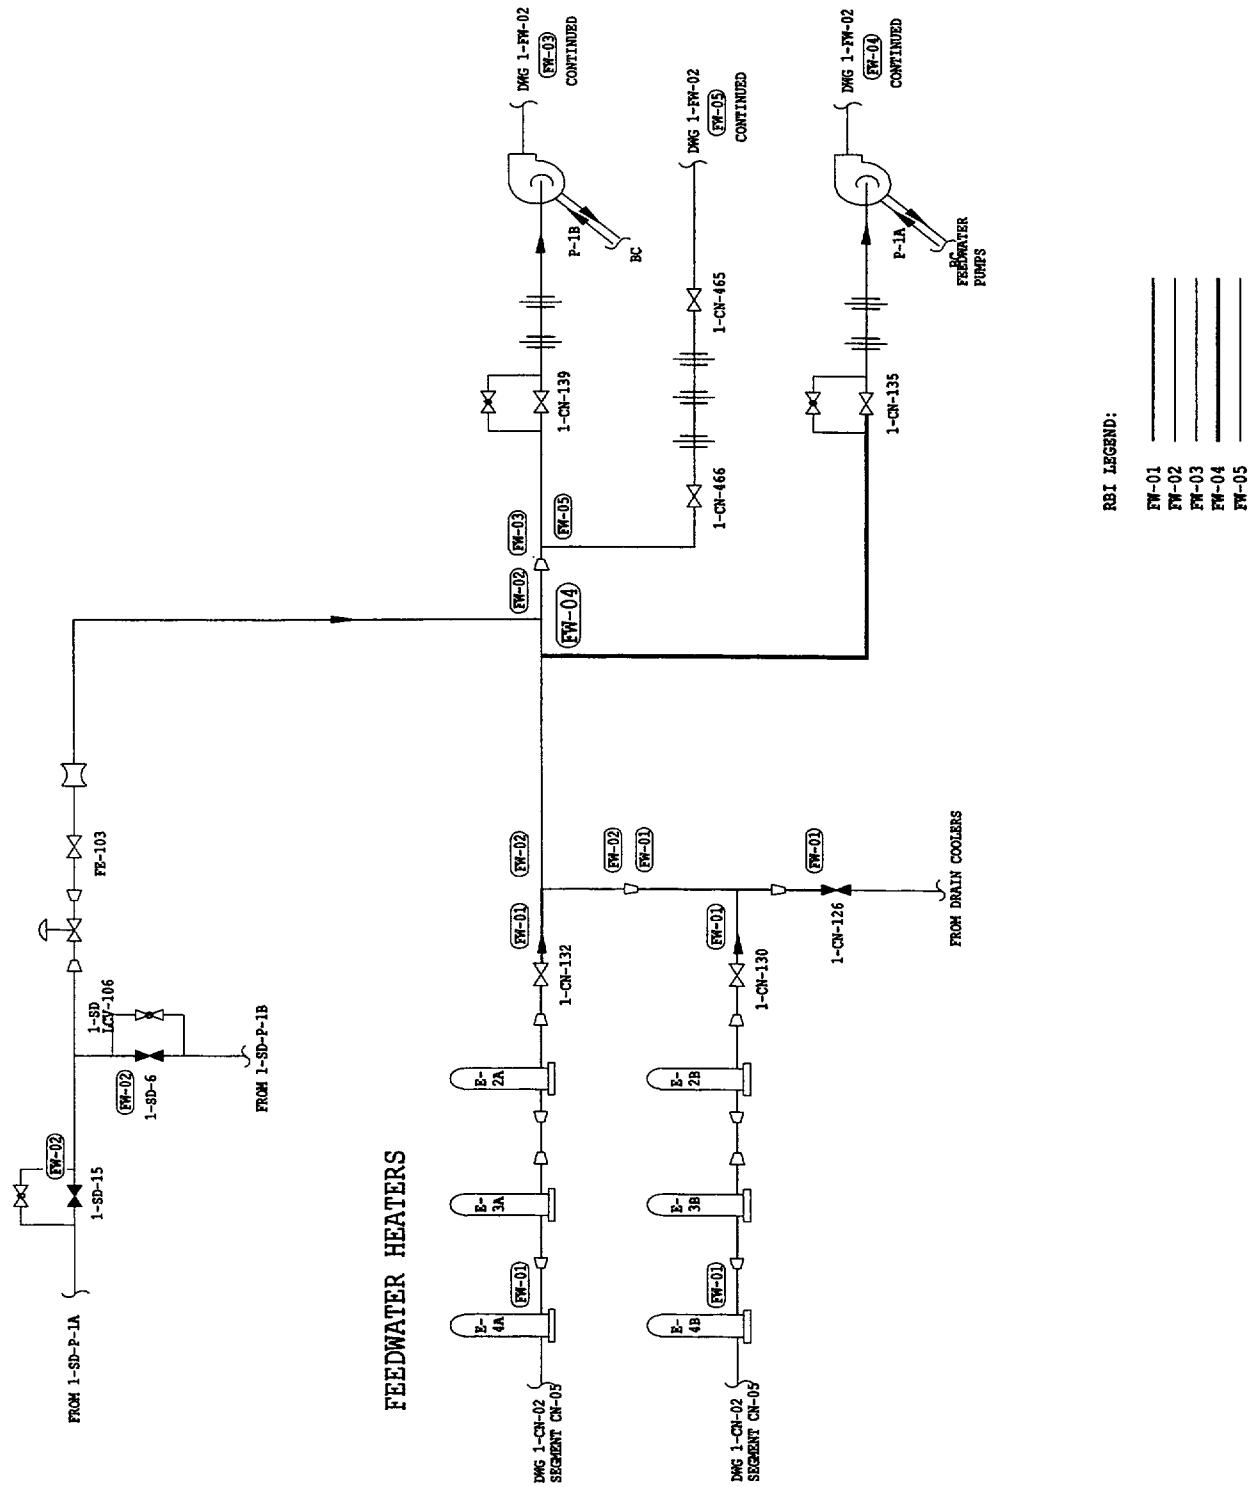 FROM 1-SD-P-1A
1-SD-15
FW-02
FW-02
1-SD-6
FROM 1-SD-P-1B
1-SD
LCV-106
FE-103
FEEDWATER HEATERS
DWG 1-CN-02
SEGMENT CN-05
E-
4A
FW-01
E-
3A
E-
2A
1-CN-132
FW-01
FW-02
DWG 1-CN-02
SEGMENT CN-05
E-
4B
FW-01
E-
3B
E-
2B
1-CN-130
FW-01
FW-02
FW-01
FW-01
1-CN-126
FROM DRAIN COOLERS
FW-04
FW-02
FW-03
FW-05
1-CN-139
P-1B
BC
DWG 1-FW-02
FW-03
CONTINUED
1-CN-466
1-CN-465
DWG 1-FW-02
FW-05
CONTINUED
1-CN-135
P-1A
BC
FEEDWATER
PUMPS
DWG 1-FW-02
FW-04
CONTINUED
RBI LEGEND:
FW-01
FW-02
FW-03
FW-04
FW-05